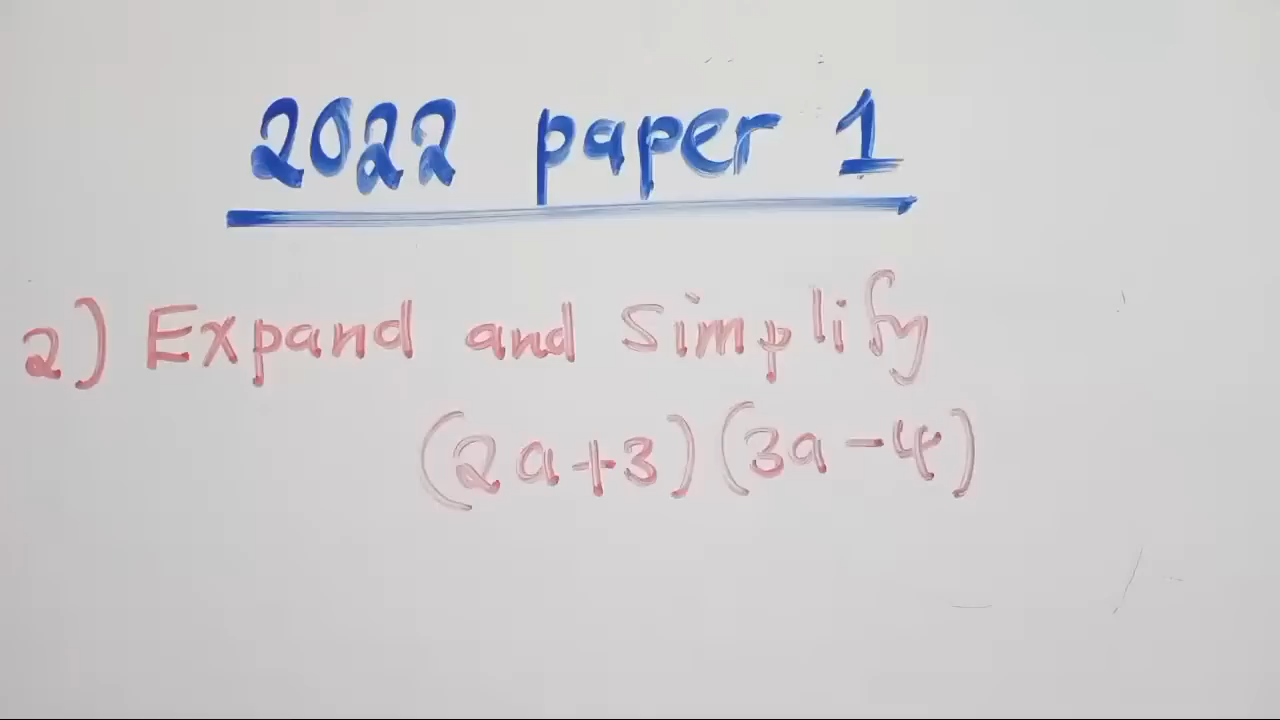 2022 paper 1
2) Expand and Simplify
(2a+3)(3a-4)